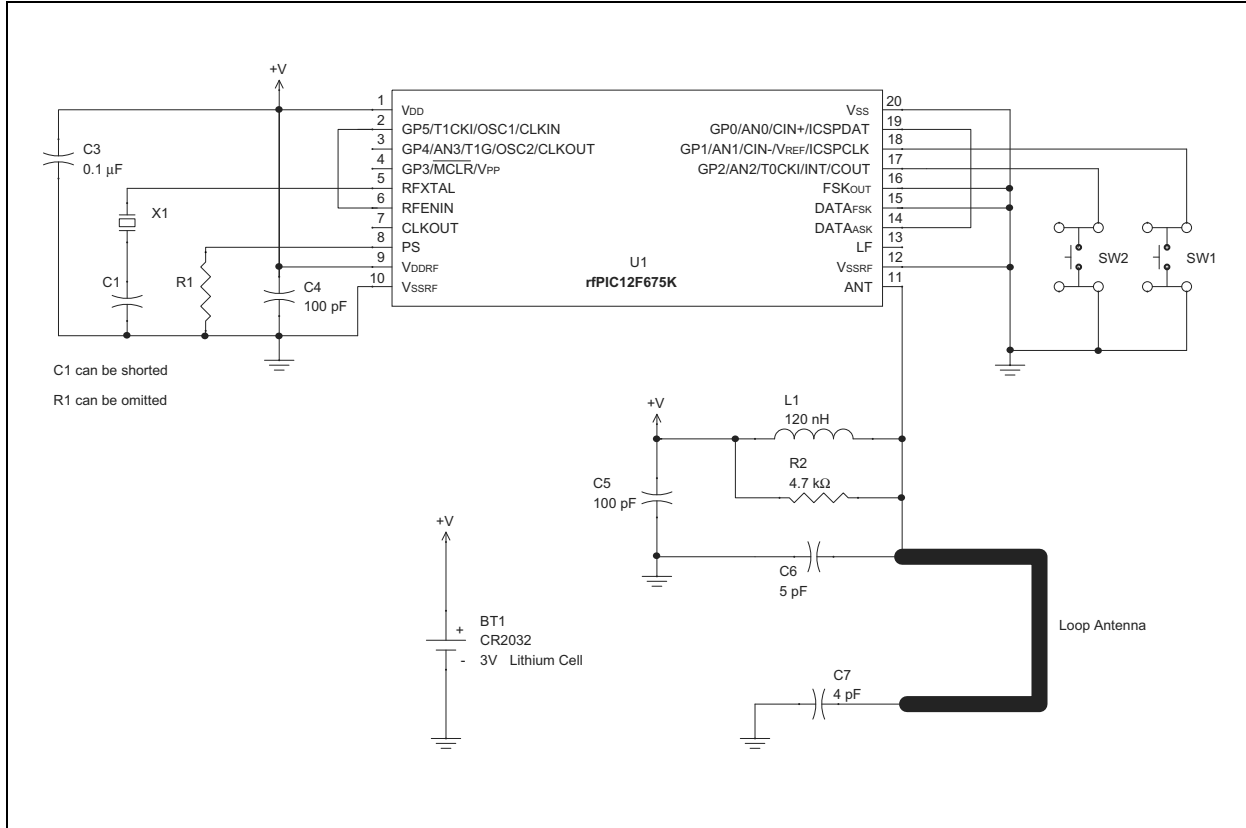 +V
C3
0.1 µF
X1
C1
R1
C4
100 pF
C1 can be shorted
R1 can be omitted
1 VDD
2 GP5/T1CKI/OSC1/CLKIN
3 GP4/AN3/T1G/OSC2/CLKOUT
4 GP3/MCLR/VPP
5 RFXTAL
6 RFENIN
7 CLKOUT
8 PS
9 VDDRF
10 VSSRF
U1
rfPIC12F675K
VSS 20
GP0/AN0/CIN+/ICSPDAT 19
GP1/AN1/CIN-/VREF/ICSPCLK 18
GP2/AN2/T0CKI/INT/COUT 17
FSKOUT 16
DATAFSK 15
DATAASK 14
LF 13
VSSRF 12
ANT 11
SW2
SW1
+V
L1
120 nH
R2
4.7 kΩ
C5
100 pF
C6
5 pF
Loop Antenna
C7
4 pF
+V
+
BT1
CR2032
- 3V Lithium Cell